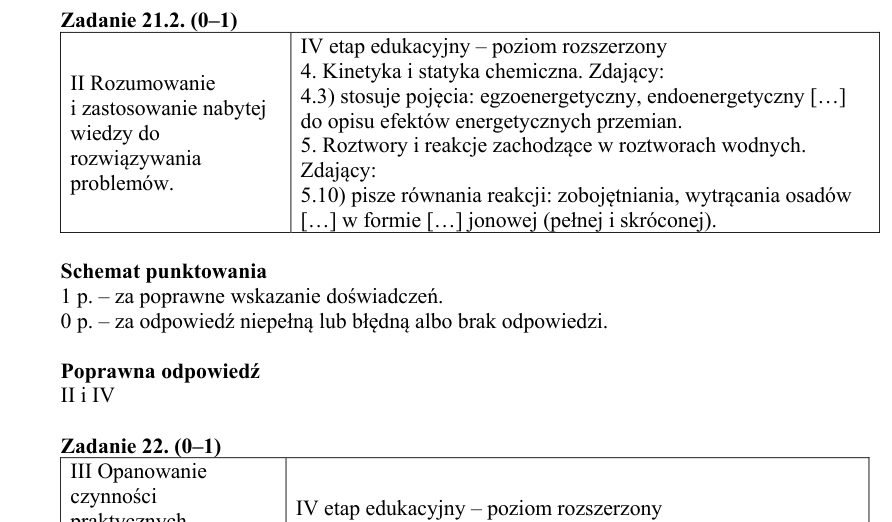 Zadanie 21.2. (0–1)
II Rozumowanie
i zastosowanie nabytej
wiedzy do
rozwiązywania
problemów.
IV etap edukacyjny – poziom rozszerzony
4. Kinetyka i statyka chemiczna. Zdający:
4.3) stosuje pojęcia: egzoenergetyczny, endoenergetyczny […]
do opisu efektów energetycznych przemian.
5. Roztwory i reakcje zachodzące w roztworach wodnych.
Zdający:
5.10) pisze równania reakcji: zobojętniania, wytrącania osadów
[…] w formie […] jonowej (pełnej i skróconej).
Schemat punktowania
1 p. – za poprawne wskazanie doświadczeń.
0 p. – za odpowiedź niepełną lub błędną albo brak odpowiedzi.
Poprawna odpowiedź
II i IV
Zadanie 22. (0–1)
III Opanowanie
czynności
praktycznych
IV etap edukacyjny – poziom rozszerzony